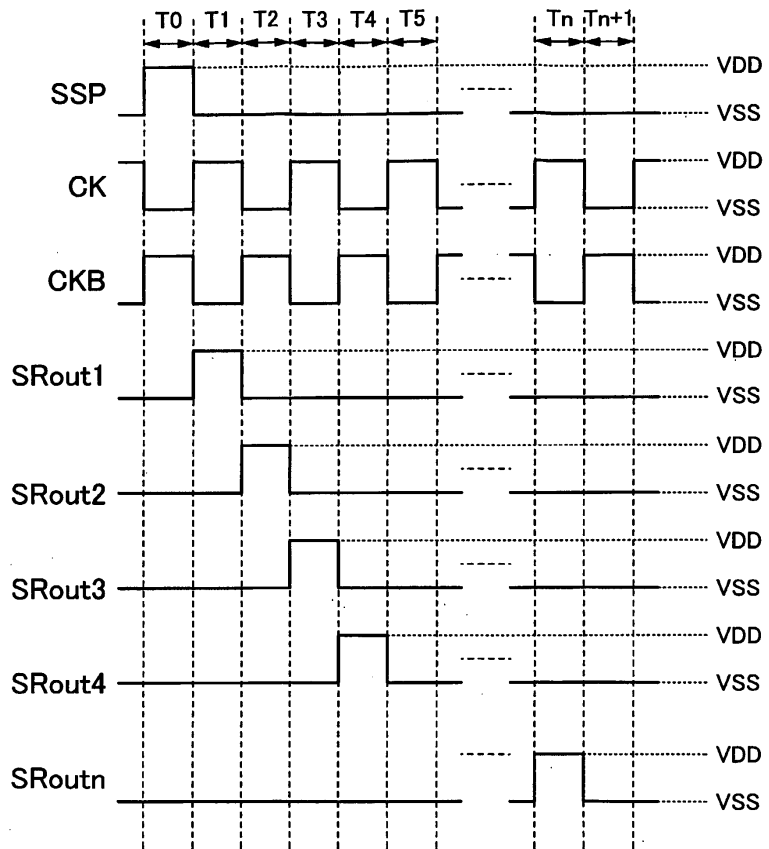 T0 T1 T2 T3 T4 T5 Tn Tn+1
SSP
VDD
VSS
CK
VDD
VSS
CKB
VDD
VSS
SRout1
VDD
VSS
SRout2
VDD
VSS
SRout3
VDD
VSS
SRout4
VDD
VSS
SRoutn
VDD
VSS